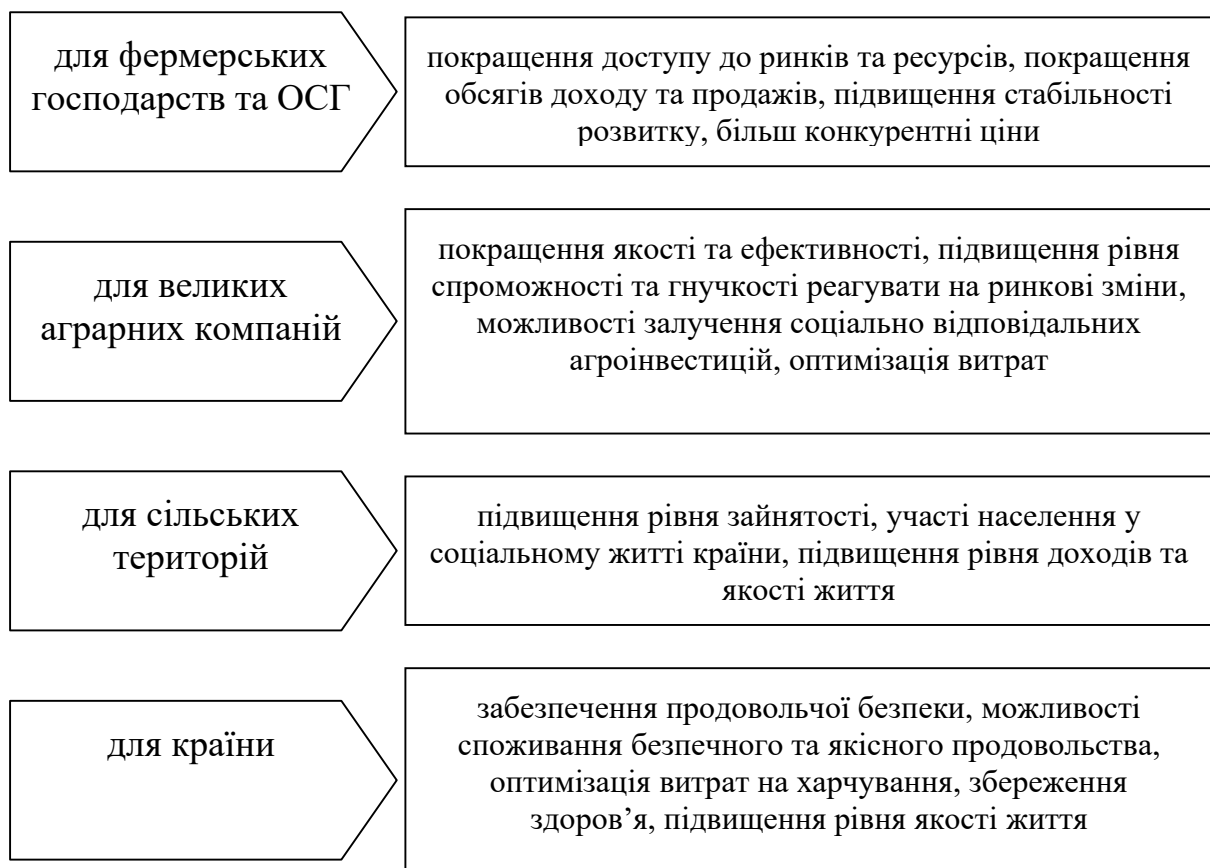 для фермерських
господарств та ОСГ
покращення доступу до ринків та ресурсів, покращення
обсягів доходу та продажів, підвищення стабільності
розвитку, більш конкурентні ціни
для великих
аграрних компаній
покращення якості та ефективності, підвищення рівня
спроможності та гнучкості реагувати на ринкові зміни,
можливості залучення соціально відповідальних
агроінвестицій, оптимізація витрат
для сільських
територій
підвищення рівня зайнятості, участі населення у
соціальному житті країни, підвищення рівня доходів та
якості життя
для країни
забезпечення продовольчої безпеки, можливості
споживання безпечного та якісного продовольства,
оптимізація витрат на харчування, збереження
здоров’я, підвищення рівня якості життя